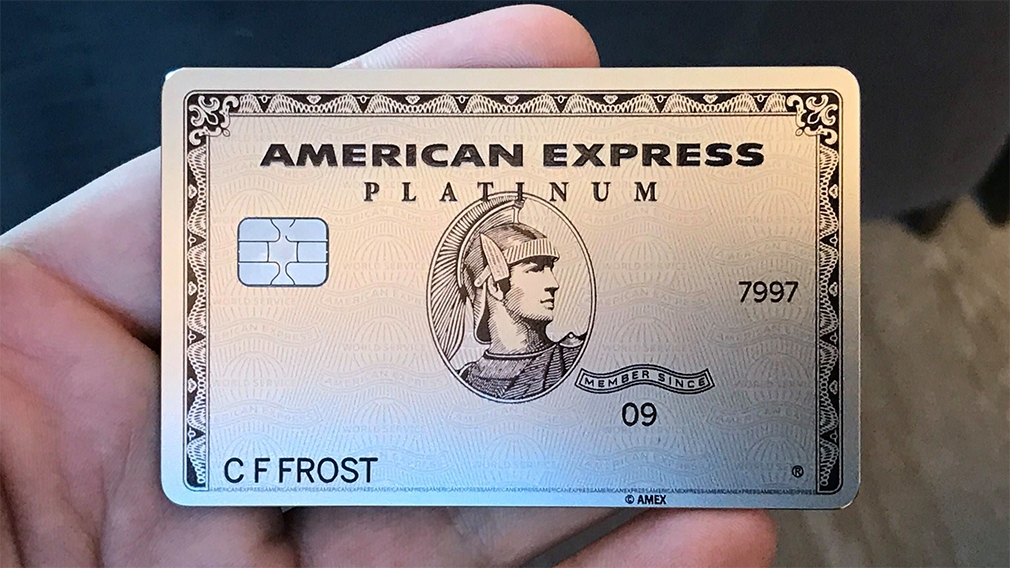 AMERICAN EXPRESS
PLATINUM
7997
MEMBER SINCE
09
C F FROST
®
© AMEX